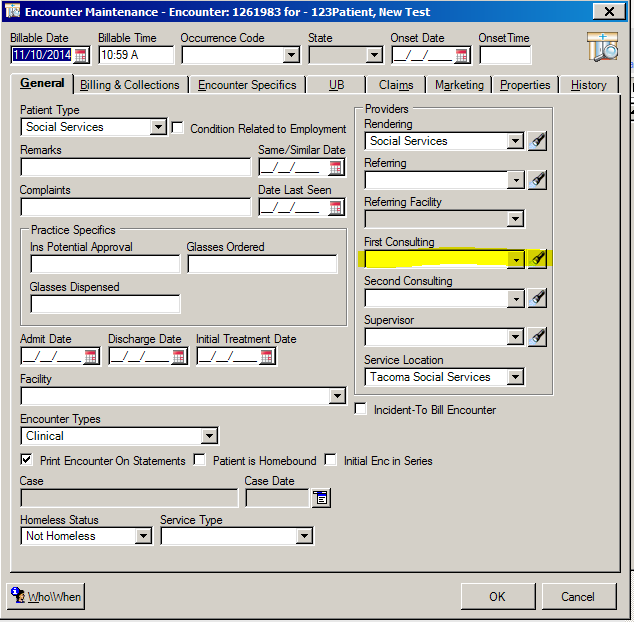 Encounter Maintenance - Encounter: 1261983 for - 123Patient, New Test
Billable Date Billable Time Occurrence Code State Onset Date OnsetTime
11/10/2014 10:59 A __/__/____
General Billing & Collections Encounter Specifics UB Claims Marketing Properties History
Patient Type
Social Services Condition Related to Employment
Remarks Same/Similar Date
__/__/____
Complaints Date Last Seen
__/__/____
Practice Specifics
Ins Potential Approval Glasses Ordered
Glasses Dispensed
Admit Date Discharge Date Initial Treatment Date
__/__/____ __/__/____ __/__/____
Facility
Encounter Types
Clinical
Print Encounter On Statements Patient is Homebound Initial Enc in Series
Case Case Date
Homeless Status Service Type
Not Homeless
Providers
Rendering
Social Services
Referring
Referring Facility
First Consulting
Second Consulting
Supervisor
Service Location
Tacoma Social Services
Incident-To Bill Encounter
Who\When OK Cancel